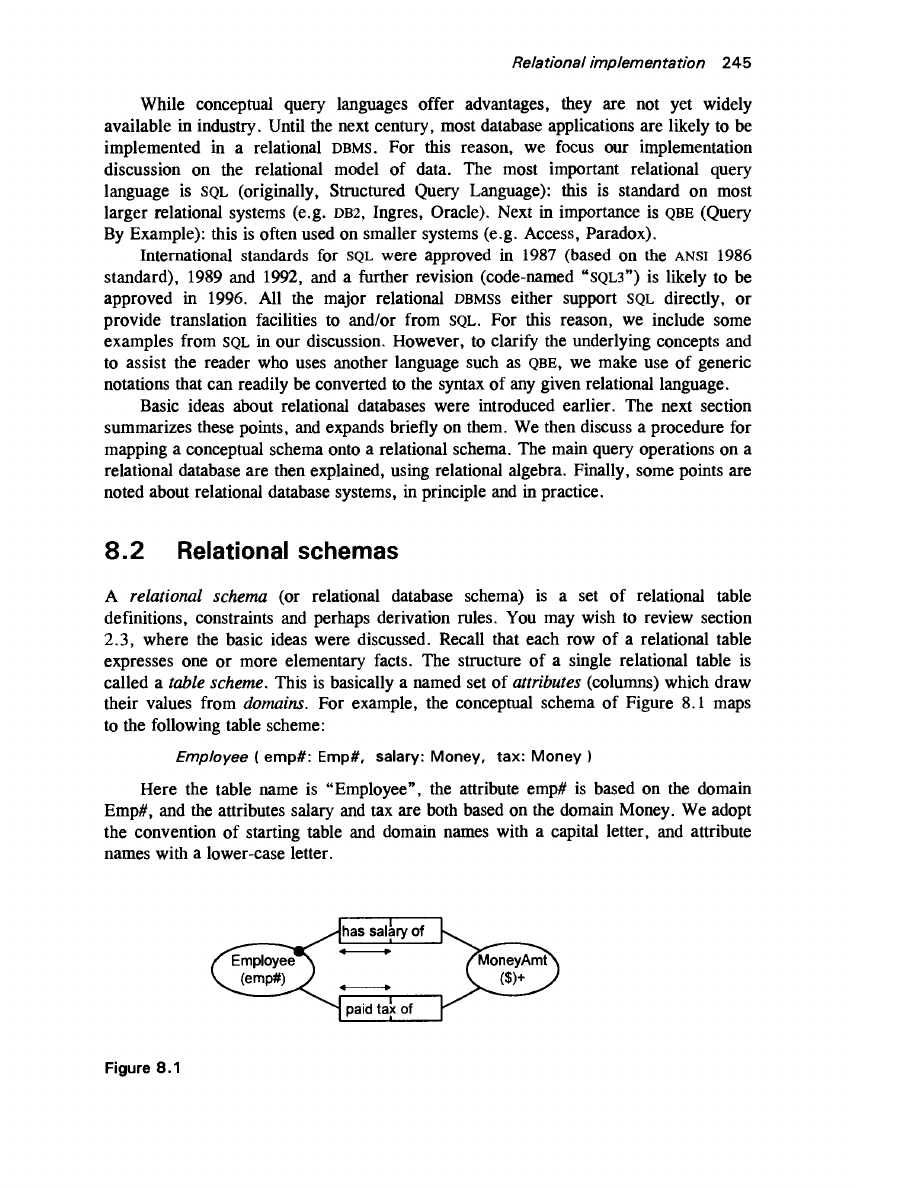 Relational implementation 245
While conceptual query languages offer advantages, they are not yet widely
available in industry. Until the next century, most database applications are likely to be
implemented in a relational DBMS. For this reason, we focus our implementation
discussion on the relational model of data. The most important relational query
language is SQL (originally, Structured Query Language): this is standard on most
larger relational systems (e.g. DB2, Ingres, Oracle). Next in importance is QBE (Query
By Example): this is often used on smaller systems (e.g. Access, Paradox).
International standards for SQL were approved in 1987 (based on the ANSI 1986
standard), 1989 and 1992, and a further revision (code-named “SQL3”) is likely to be
approved in 1996. All the major relational DBMSs either support SQL directly, or
provide translation facilities to and/or from SQL. For this reason, we include some
examples from SQL in our discussion. However, to clarify the underlying concepts and
to assist the reader who uses another language such as QBE, we make use of generic
notations that can readily be converted to the syntax of any given relational language.
Basic ideas about relational databases were introduced earlier. The next section
summarizes these points, and expands briefly on them. We then discuss a procedure for
mapping a conceptual schema onto a relational schema. The main query operations on a
relational database are then explained, using relational algebra. Finally, some points are
noted about relational database systems, in principle and in practice.
8.2 Relational schemas
A relational schema (or relational database schema) is a set of relational table
definitions, constraints and perhaps derivation rules. You may wish to review section
2.3, where the basic ideas were discussed. Recall that each row of a relational table
expresses one or more elementary facts. The structure of a single relational table is
called a table scheme. This is basically a named set of attributes (columns) which draw
their values from domains. For example, the conceptual schema of Figure 8.1 maps
to the following table scheme:
Employee ( emp#: Emp#, salary: Money, tax: Money )
Here the table name is “Employee”, the attribute emp# is based on the domain
Emp#, and the attributes salary and tax are both based on the domain Money. We adopt
the convention of starting table and domain names with a capital letter, and attribute
names with a lower-case letter.
has salary of
Employee MoneyAmt
(emp#) ($)+
paid tax of
Figure 8.1